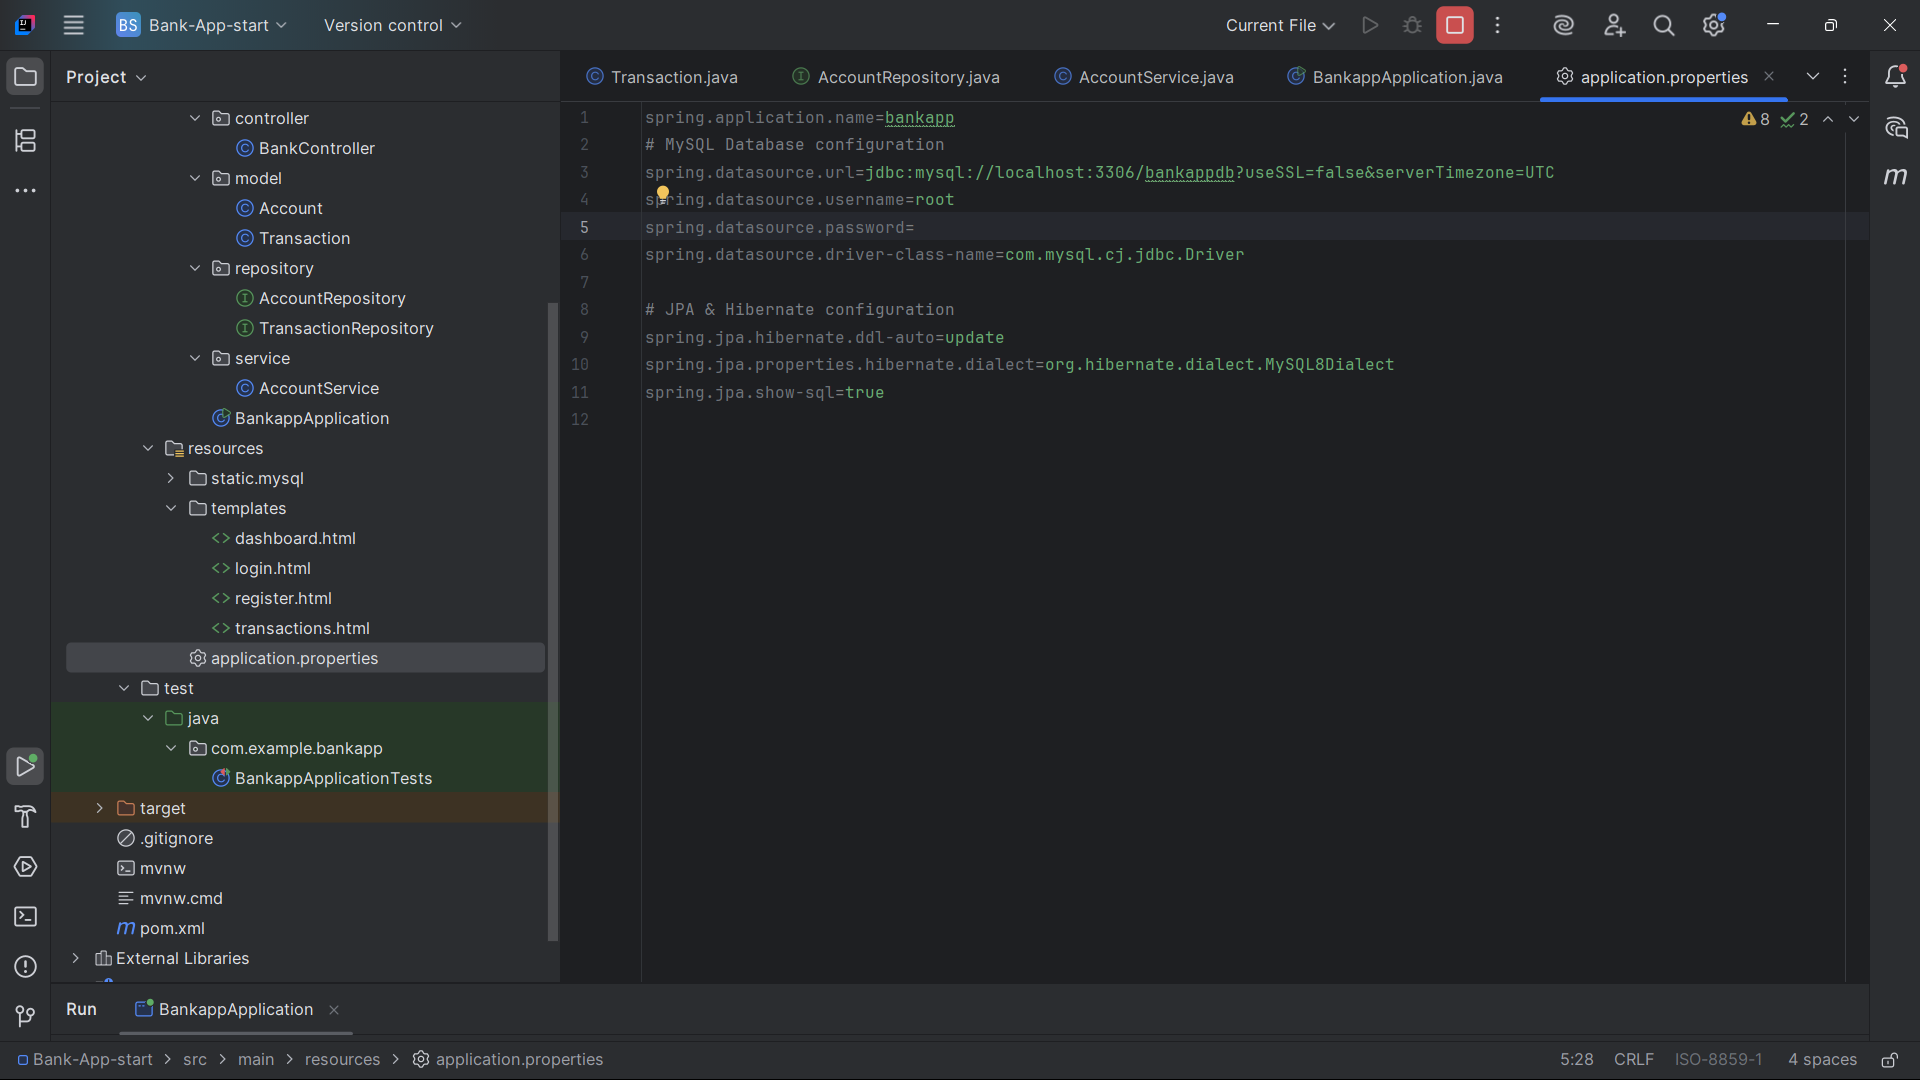 BS Bank-App-start Version control Current File
Project
Transaction.java AccountRepository.java AccountService.java BankappApplication.java application.properties
controller
BankController
model
Account
Transaction
repository
AccountRepository
TransactionRepository
service
AccountService
BankappApplication
resources
static.mysql
templates
dashboard.html
login.html
register.html
transactions.html
application.properties
test
java
com.example.bankapp
BankappApplicationTests
target
.gitignore
mvnw
mvnw.cmd
pom.xml
External Libraries
1 spring.application.name=bankapp
8 2
2 # MySQL Database configuration
3 spring.datasource.url=jdbc:mysql://localhost:3306/bankappdb?useSSL=false&serverTimezone=UTC
4 spring.datasource.username=root
5 spring.datasource.password=
6 spring.datasource.driver-class-name=com.mysql.cj.jdbc.Driver
7
8 # JPA & Hibernate configuration
9 spring.jpa.hibernate.ddl-auto=update
10 spring.jpa.properties.hibernate.dialect=org.hibernate.dialect.MySQL8Dialect
11 spring.jpa.show-sql=true
12
Run BankappApplication
Bank-App-start > src > main > resources > application.properties 5:28 CRLF ISO-8859-1 4 spaces